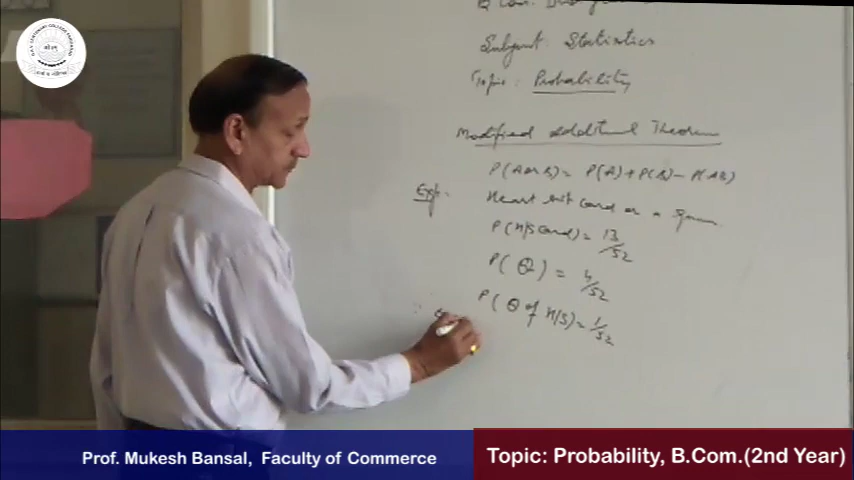 B Com.
Subject: Statistics
Topic: Probability
Modified Additional Theorem
P(A or B) = P(A) + P(B) - P(AB)
Exp:- Heart suit card or a Queen
P(H/S card) = 13/52
P(Q) = 4/52
P(Q of H/S) = 1/52
∴
Prof. Mukesh Bansal, Faculty of Commerce
Topic: Probability, B.Com.(2nd Year)